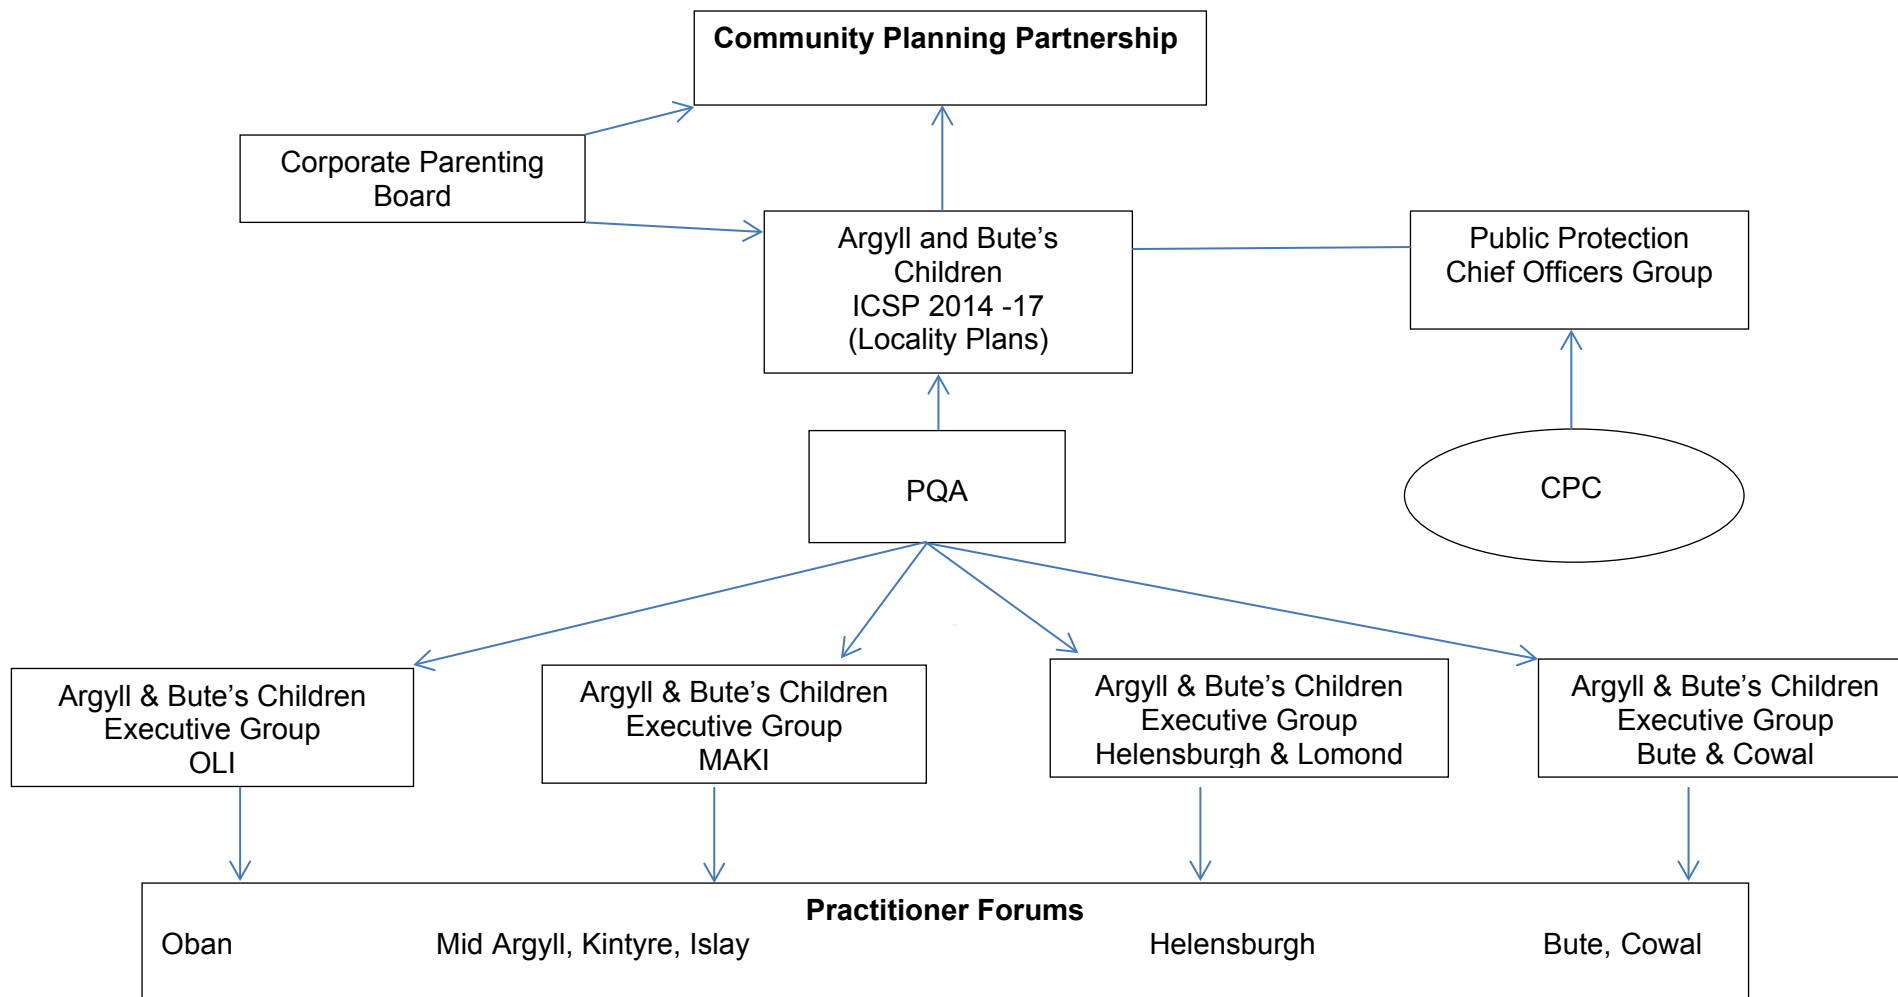 Community Planning Partnership
Corporate Parenting
Board
Argyll and Bute’s
Children
ICSP 2014 -17
(Locality Plans)
Public Protection
Chief Officers Group
PQA
CPC
Argyll & Bute’s Children
Executive Group
OLI
Argyll & Bute’s Children
Executive Group
MAKI
Argyll & Bute’s Children
Executive Group
Helensburgh & Lomond
Argyll & Bute’s Children
Executive Group
Bute & Cowal
Practitioner Forums
Oban Mid Argyll, Kintyre, Islay Helensburgh Bute, Cowal